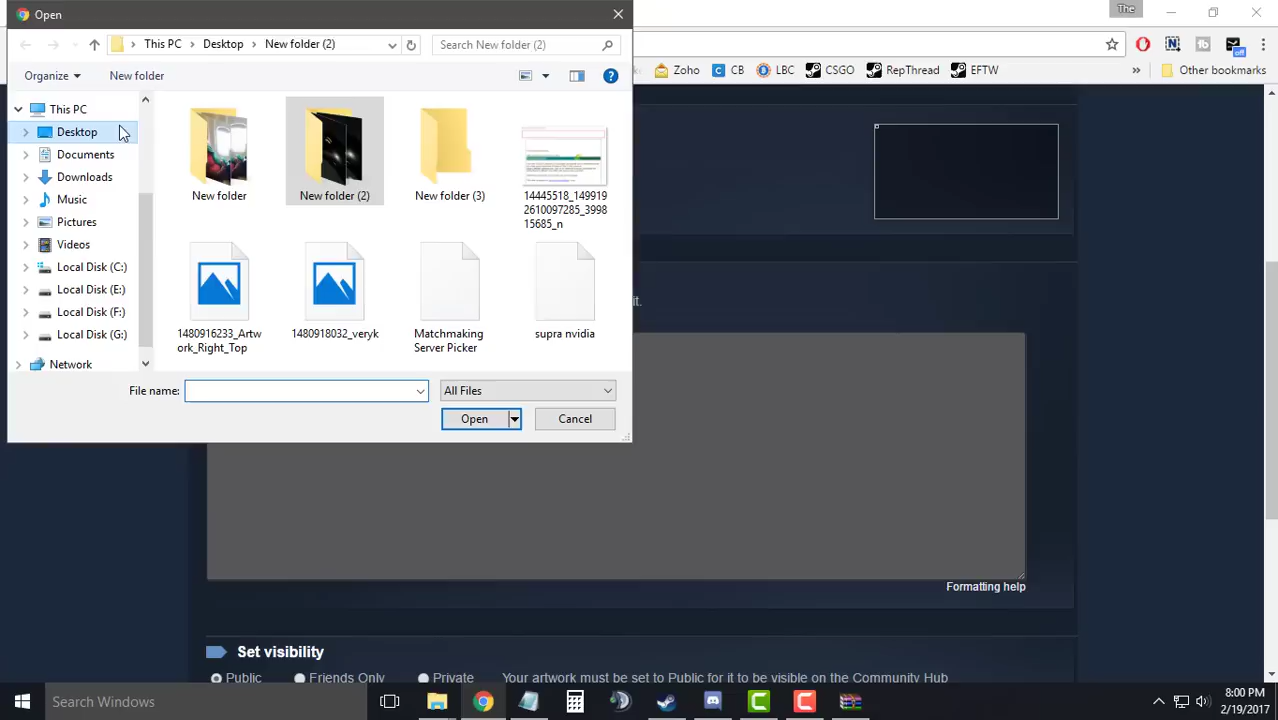 Open
The
This PC
Desktop
New folder (2)
Search New folder (2)
Zoho
CB
LBC
CSGO
RepThread
EFTW
»
Other bookmarks
off
Organize
New folder
This PC
Desktop
Documents
Downloads
Music
Pictures
Videos
Local Disk (C:)
Local Disk (E:)
Local Disk (F:)
Local Disk (G:)
Network
New folder
New folder (2)
New folder (3)
14445518_149919
2610097285_3998
15685_n
1480916233_Artw
ork_Right_Top
1480918032_veryk
Matchmaking
Server Picker
supra nvidia
File name:
All Files
Open
Cancel
it.
Formatting help
Set visibility
Public
Friends Only
Private
Your artwork must be set to Public for it to be visible on the Community Hub
Search Windows
8:00 PM
2/19/2017